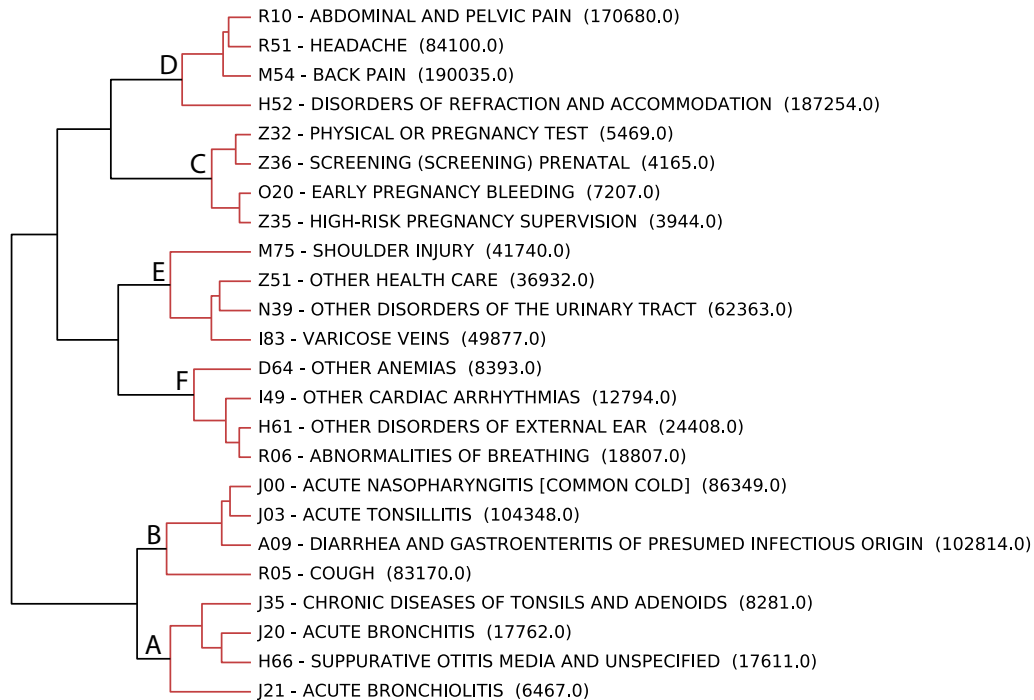 R10 - ABDOMINAL AND PELVIC PAIN (170680.0)
R51 - HEADACHE (84100.0)
D
M54 - BACK PAIN (190035.0)
H52 - DISORDERS OF REFRACTION AND ACCOMMODATION (187254.0)
Z32 - PHYSICAL OR PREGNANCY TEST (5469.0)
C
Z36 - SCREENING (SCREENING) PRENATAL (4165.0)
O20 - EARLY PREGNANCY BLEEDING (7207.0)
Z35 - HIGH-RISK PREGNANCY SUPERVISION (3944.0)
M75 - SHOULDER INJURY (41740.0)
E
Z51 - OTHER HEALTH CARE (36932.0)
N39 - OTHER DISORDERS OF THE URINARY TRACT (62363.0)
I83 - VARICOSE VEINS (49877.0)
D64 - OTHER ANEMIAS (8393.0)
F
I49 - OTHER CARDIAC ARRHYTHMIAS (12794.0)
H61 - OTHER DISORDERS OF EXTERNAL EAR (24408.0)
R06 - ABNORMALITIES OF BREATHING (18807.0)
J00 - ACUTE NASOPHARYNGITIS [COMMON COLD] (86349.0)
J03 - ACUTE TONSILLITIS (104348.0)
B
A09 - DIARRHEA AND GASTROENTERITIS OF PRESUMED INFECTIOUS ORIGIN (102814.0)
R05 - COUGH (83170.0)
J35 - CHRONIC DISEASES OF TONSILS AND ADENOIDS (8281.0)
J20 - ACUTE BRONCHITIS (17762.0)
A
H66 - SUPPURATIVE OTITIS MEDIA AND UNSPECIFIED (17611.0)
J21 - ACUTE BRONCHIOLITIS (6467.0)